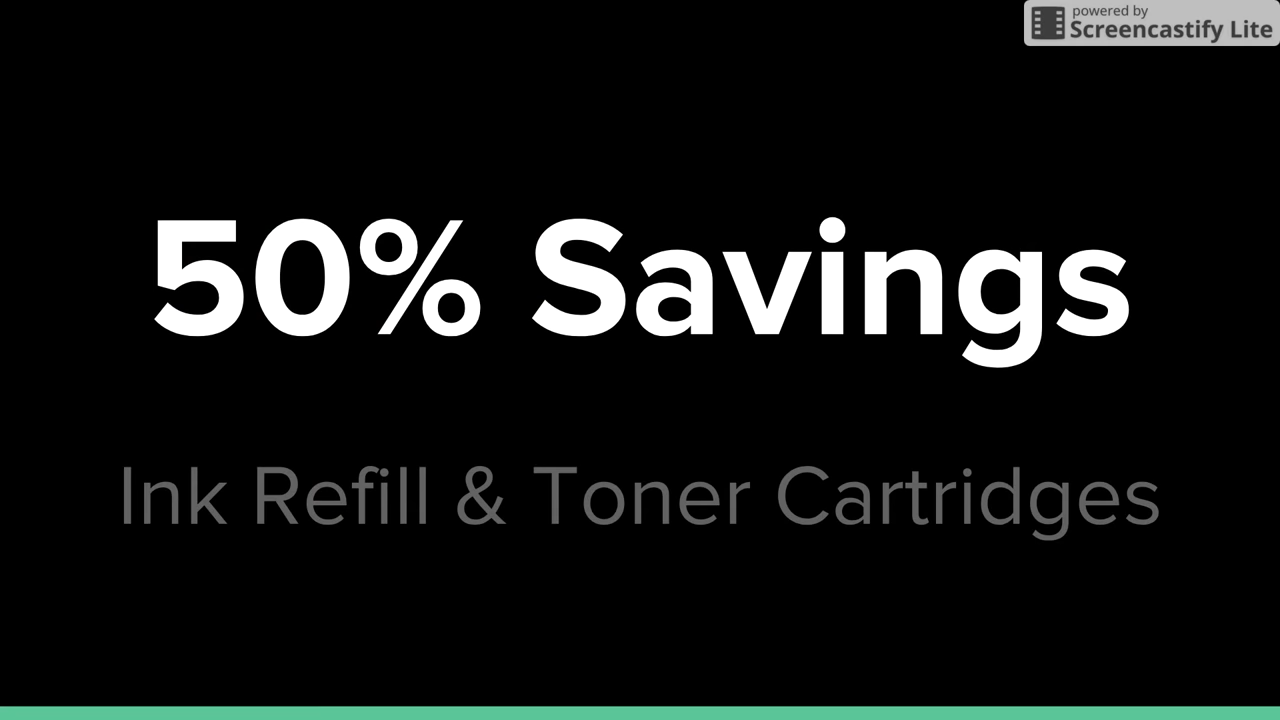 powered by
Screencastify Lite
50% Savings
Ink Refill & Toner Cartridges